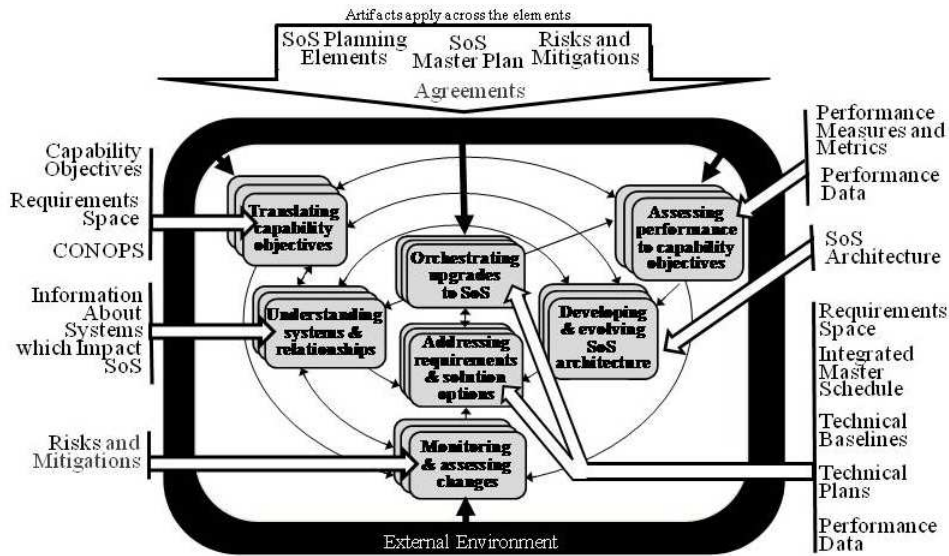 Artifacts apply across the elements
SoS Planning
Elements
SoS
Master Plan
Risks and
Mitigations
Agreements
Capability
Objectives
Requirements
Space
CONOPS
Information
About
Systems
which Impact
SoS
Risks and
Mitigations
Translating
capability
objectives
Orchestrating
upgrades
to SoS
Assessing
performance
to capability
objectives
Understanding
systems &
relationships
Addressing
requirements
& solution
options
Developing
& evolving
SoS
architecture
Monitoring
& assessing
changes
External Environment
Performance
Measures and
Metrics
Performance
Data
SoS
Architecture
Requirements
Space
Integrated
Master
Schedule
Technical
Baselines
Technical
Plans
Performance
Data